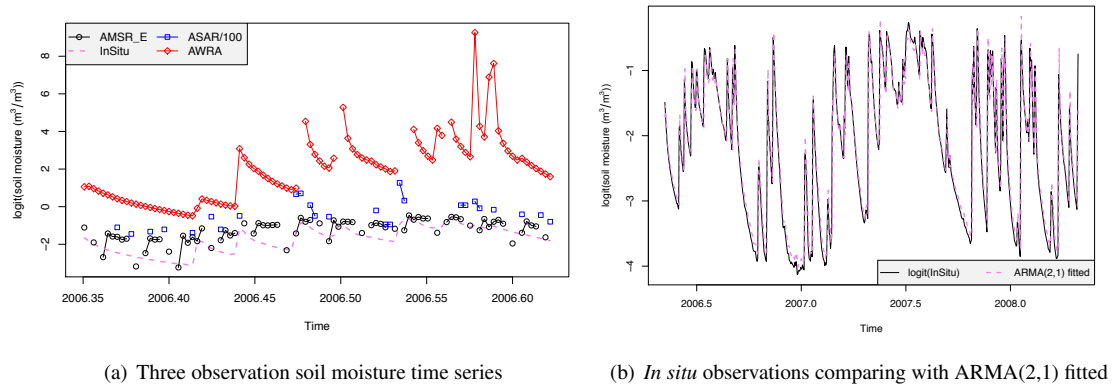 AMSR_E
InSitu
ASAR/100
AWRA
logit(soil moisture (m³/m³))
8
6
4
2
0
−2
2006.35 2006.40 2006.45 2006.50 2006.55 2006.60
Time
(a) Three observation soil moisture time series
logit(soil moisture (m³/m³))
−1
−2
−3
−4
logit(InSitu) ARMA(2,1) fitted
2006.5 2007.0 2007.5 2008.0
Time
(b) In situ observations comparing with ARMA(2,1) fitted